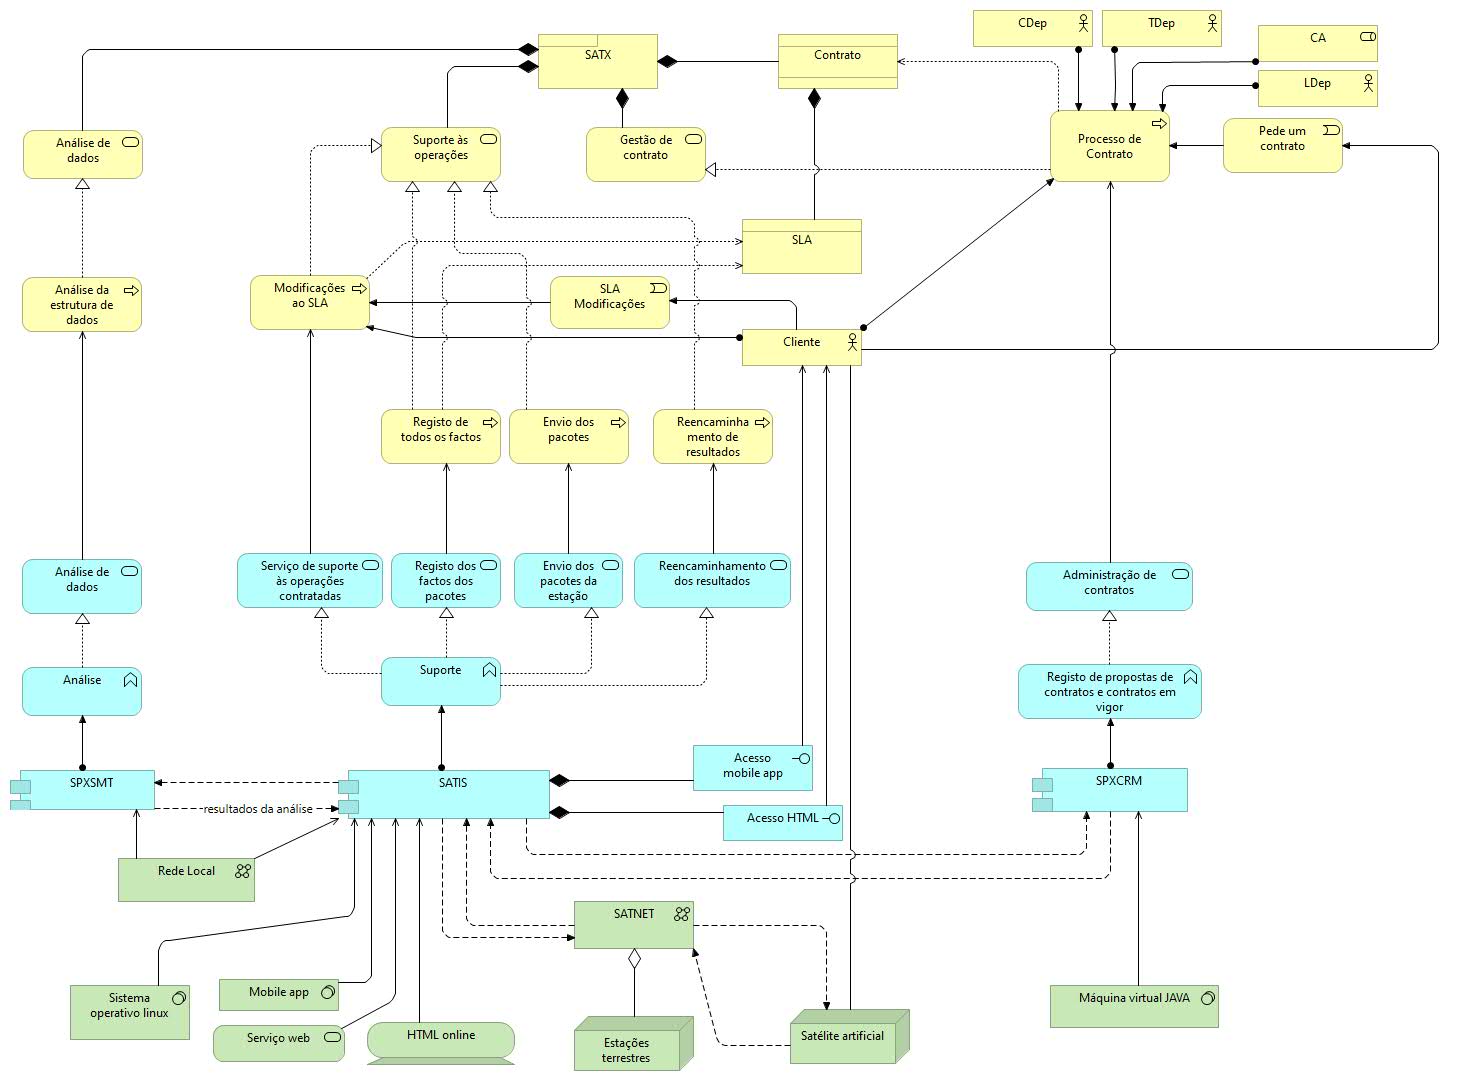 CDep
TDep
CA
SATX
Contrato
LDep
Análise de
dados
Suporte às
operações
Gestão de
contrato
Processo de
Contrato
Pede um
contrato
SLA
Análise da
estrutura de
dados
Modificações
ao SLA
SLA
Modificações
Cliente
Registo de
todos os factos
Envio dos
pacotes
Reencaminha
mento de
resultados
Análise de
dados
Serviço de suporte
às operações
contratadas
Registo dos
factos dos
pacotes
Envio dos
pacotes da
estação
Reencaminhamento
dos resultados
Administração de
contratos
Análise
Suporte
Registo de propostas de
contratos e contratos em
vigor
SPXSMT
SATIS
Acesso
mobile app
SPXCRM
resultados da análise
Acesso HTML
Rede Local
SATNET
Sistema
operativo linux
Mobile app
Máquina virtual JAVA
Serviço web
HTML online
Estações
terrestres
Satélite artificial